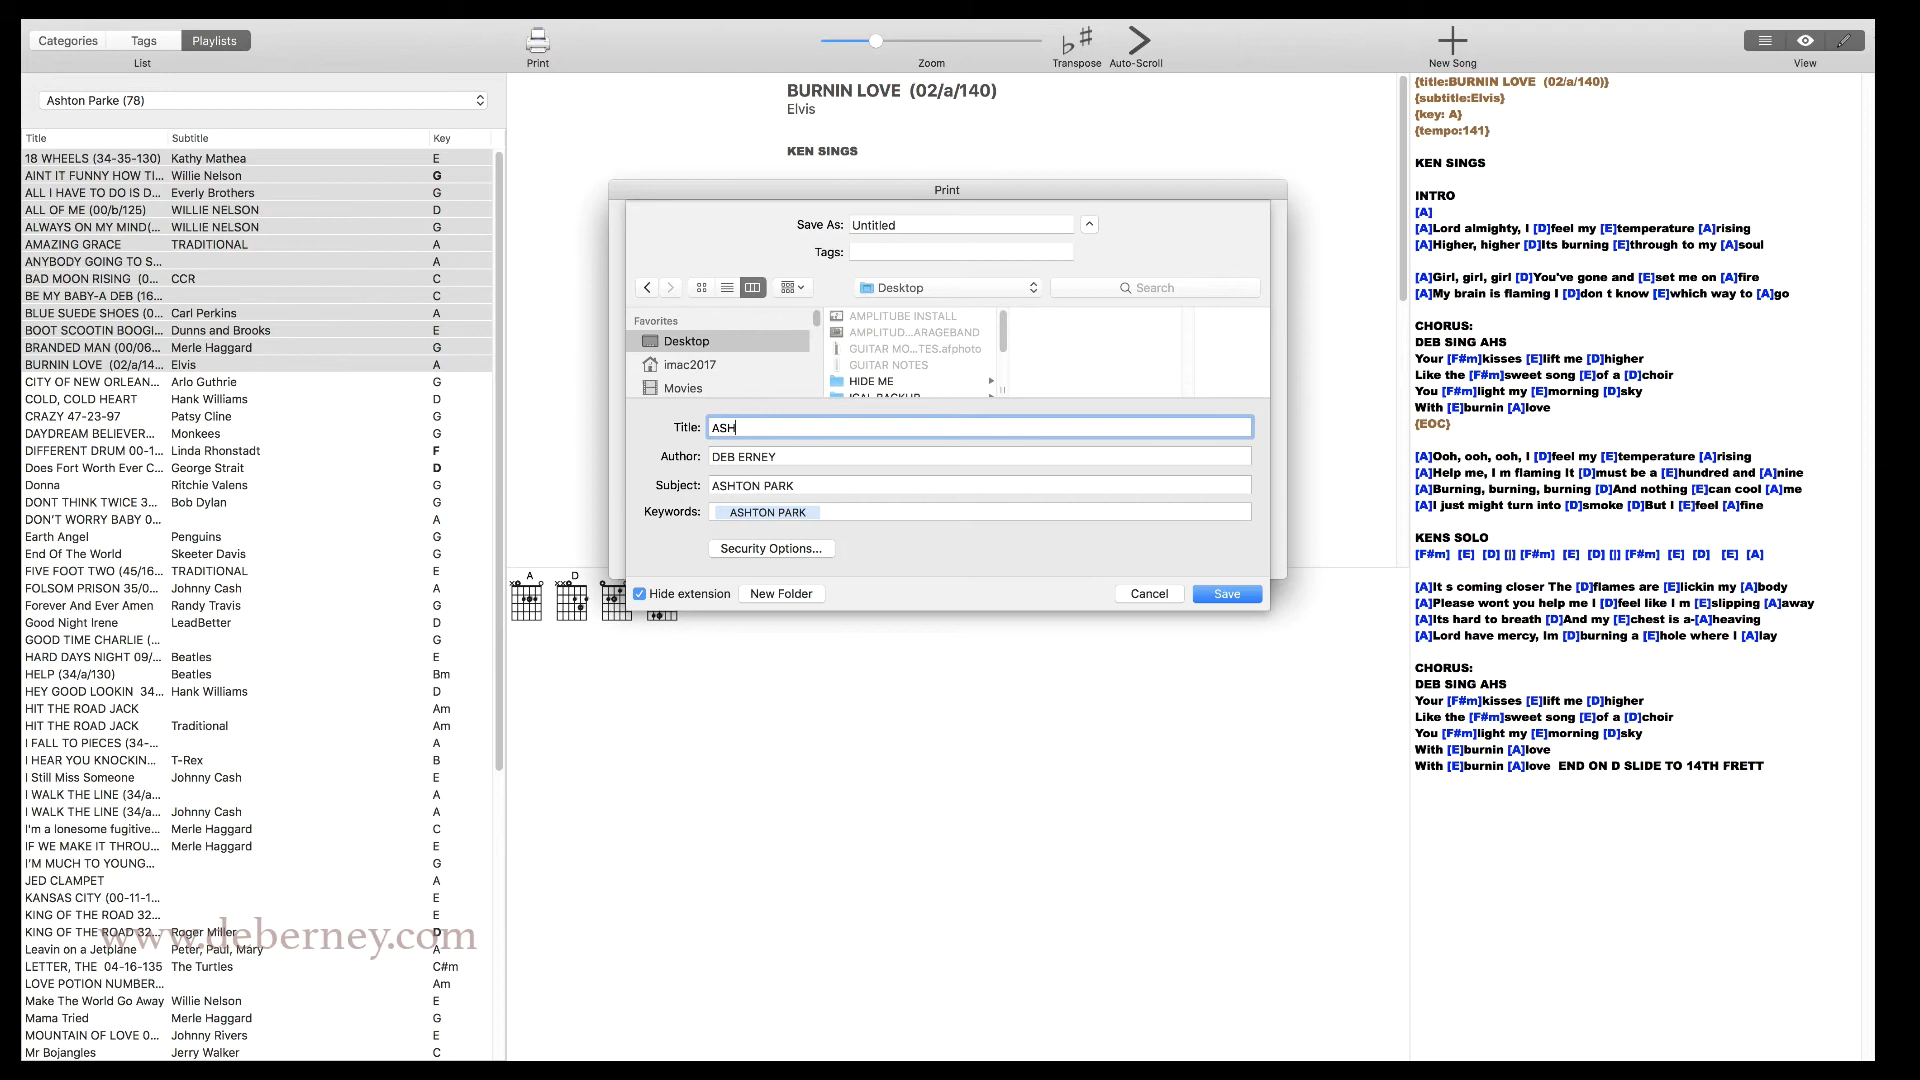 Categories Tags Playlists
List
Print
Zoom
Transpose
Auto-Scroll
New Song
View
Ashton Parke (78)
Title Subtitle Key
18 WHEELS (34-35-130) Kathy Mathea E
AINT IT FUNNY HOW TI... Willie Nelson G
ALL I HAVE TO DO IS D... Everly Brothers G
ALL OF ME (00/b/125) WILLIE NELSON D
ALWAYS ON MY MIND(... WILLIE NELSON G
AMAZING GRACE TRADITIONAL G
ANYBODY GOING TO S... A
BAD MOON RISING (0... CCR C
BE MY BABY-A DEB (16... C
BLUE SUEDE SHOES (0... Carl Perkins A
BOOT SCOOTIN BOOGI... Dunns and Brooks E
BRANDED MAN (00/06... Merle Haggard G
BURNIN LOVE (02/a/14... Elvis A
CITY OF NEW ORLEAN... Arlo Guthrie G
COLD, COLD HEART Hank Williams D
CRAZY 47-23-97 Patsy Cline G
DAYDREAM BELIEVER... Monkees G
DIFFERENT DRUM 00-1... Linda Rhonstadt F
Does Fort Worth Ever C... George Strait D
Donna Ritchie Valens G
DONT THINK TWICE 3... Bob Dylan G
DON'T WORRY BABY 0... A
Earth Angel Penguins G
End Of The World Skeeter Davis G
FIVE FOOT TWO (45/16... TRADITIONAL E
FOLSOM PRISON 35/0... Johnny Cash A
Forever And Ever Amen Randy Travis G
Good Night Irene LeadBetter D
GOOD TIME CHARLIE (... G
HARD DAYS NIGHT 09/... Beatles E
HELP (34/a/130) Beatles Bm
HEY GOOD LOOKIN 34... Hank Williams D
HIT THE ROAD JACK Am
HIT THE ROAD JACK Traditional Am
I FALL TO PIECES (34-... A
I HEAR YOU KNOCKIN... T-Rex B
I Still Miss Someone Johnny Cash E
I WALK THE LINE (34/a... A
I WALK THE LINE (34/a... Johnny Cash A
I'm a lonesome fugitive... Merle Haggard C
IF WE MAKE IT THROU... Merle Haggard E
I'M MUCH TO YOUNG... G
JED CLAMPET A
KANSAS CITY (00-11-1... E
KING OF THE ROAD 32... E
KING OF THE ROAD 32... Roger Miller D
www.deberney.com
Leavin on a Jetplane Peter, Paul, Mary A
LETTER, THE 04-16-135 The Turtles C#m
LOVE POTION NUMBER... Am
Make The World Go Away Willie Nelson E
Mama Tried Merle Haggard G
MOUNTAIN OF LOVE 0... Johnny Rivers E
Mr Bojangles Jerry Walker C
BURNIN LOVE (02/a/140)
Elvis
KEN SINGS
Print
Save As: Untitled
Tags:
Desktop
Search
Favorites
Desktop
imac2017
Movies
AMPLITUBE INSTALL
AMPLITUD...ARAGEBAND
GUITAR MO...TES.afphoto
GUITAR NOTES
HIDE ME
ICAL BACKUP
Title: ASH
Author: DEB ERNEY
Subject: ASHTON PARK
Keywords: ASHTON PARK
Security Options...
Hide extension New Folder Cancel Save
A D
{title:BURNIN LOVE (02/a/140)}
{subtitle:Elvis}
{key: A}
{tempo:141}
KEN SINGS
INTRO
[A]
[A]Lord almighty, I [D]feel my [E]temperature [A]rising
[A]Higher, higher [D]Its burning [E]through to my [A]soul
[A]Girl, girl, girl [D]You've gone and [E]set me on [A]fire
[A]My brain is flaming I [D]don t know [E]which way to [A]go
CHORUS:
DEB SING AHS
Your [F#m]kisses [E]lift me [D]higher
Like the [F#m]sweet song [E]of a [D]choir
You [F#m]light my [E]morning [D]sky
With [E]burnin [A]love
{EOC}
[A]Ooh, ooh, ooh, I [D]feel my [E]temperature [A]rising
[A]Help me, I m flaming It [D]must be a [E]hundred and [A]nine
[A]Burning, burning, burning [D]And nothing [E]can cool [A]me
[A]I just might turn into [D]smoke [D]But I [E]feel [A]fine
KENS SOLO
[F#m] [E] [D] [|] [F#m] [E] [D] [|] [F#m] [E] [D] [E] [A]
[A]It s coming closer The [D]flames are [E]lickin my [A]body
[A]Please wont you help me I [D]feel like I m [E]slipping [A]away
[A]Its hard to breath [D]And my [E]chest is a-[A]heaving
[A]Lord have mercy, Im [D]burning a [E]hole where I [A]lay
CHORUS:
DEB SING AHS
Your [F#m]kisses [E]lift me [D]higher
Like the [F#m]sweet song [E]of a [D]choir
You [F#m]light my [E]morning [D]sky
With [E]burnin [A]love
With [E]burnin [A]love END ON D SLIDE TO 14TH FRETT